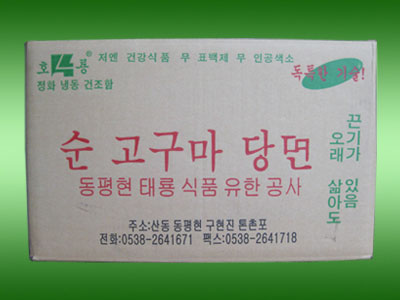 호 룡 ®
저엔 건강식품 무 표백제 무 인공색소
정화 냉동 건조함
독특한 기술!
순 고구마 당면
오래 삶아도
끈기가 있음
동평현 태룡 식품 유한 공사
주소:산동 동평현 구현진 톤촌포
전화:0538-2641671 팩스:0538-2641718